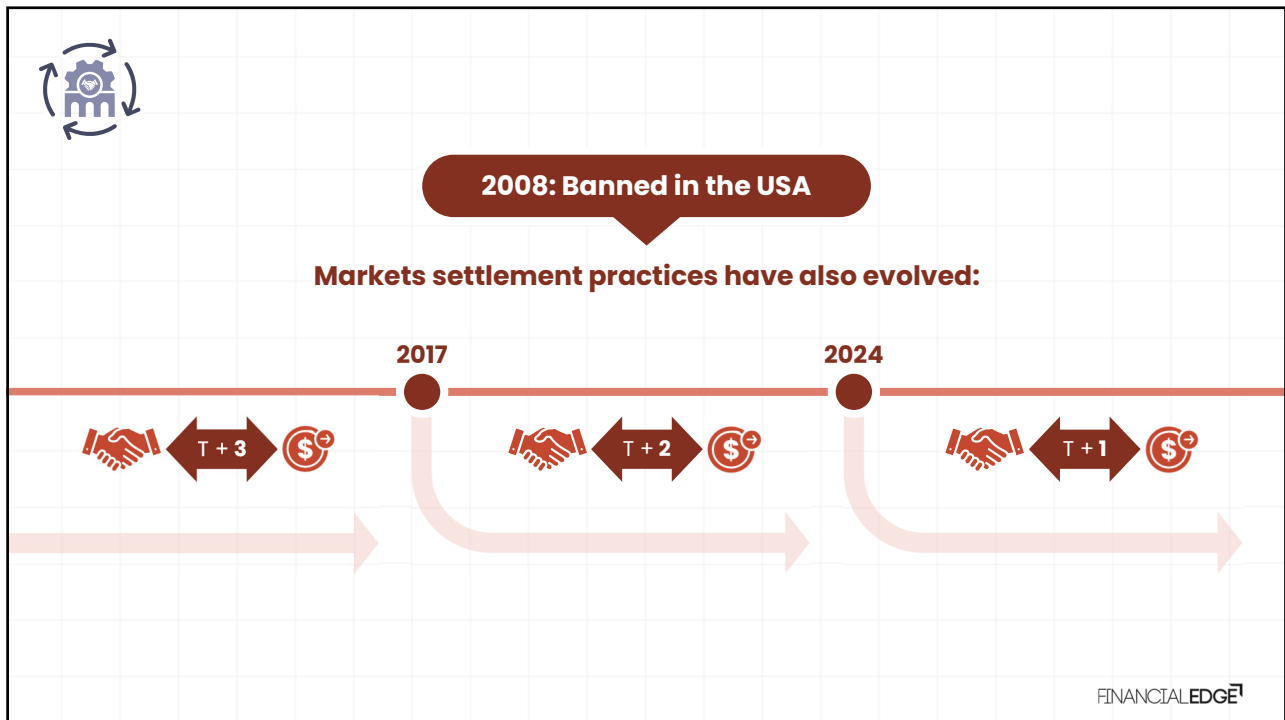 2008: Banned in the USA
Markets settlement practices have also evolved:
2017
2024
T + 3
$
T + 2
$
T + 1
$
FINANCIALEDGE